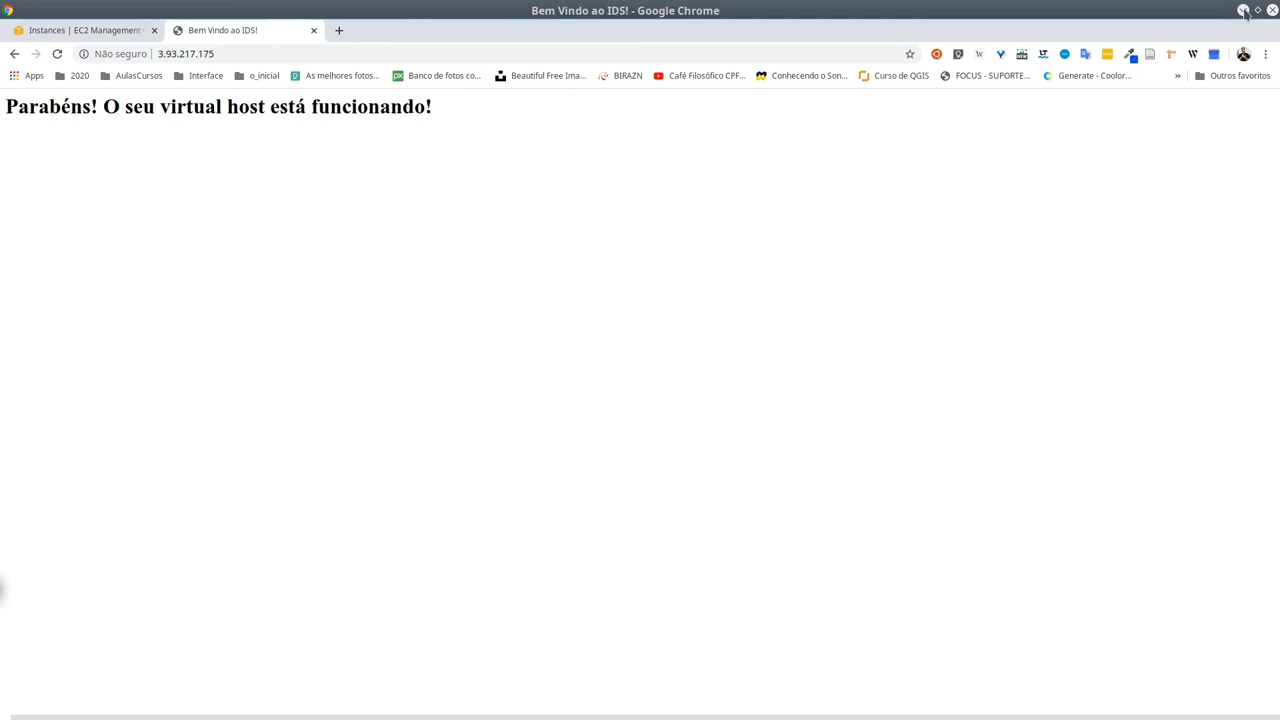 Bem Vindo ao IDS! - Google Chrome
Instances | EC2 Management
Bem Vindo ao IDS!
Não seguro 3.93.217.175
Apps 2020 AulasCursos Interface o_inicial As melhores fotos... Banco de fotos co... Beautiful Free Ima... BIRAZN Café Filosófico CPF... Conhecendo o Son... Curso de QGIS FOCUS - SUPORTE... Generate - Coolor... » Outros favoritos
Parabéns! O seu virtual host está funcionando!